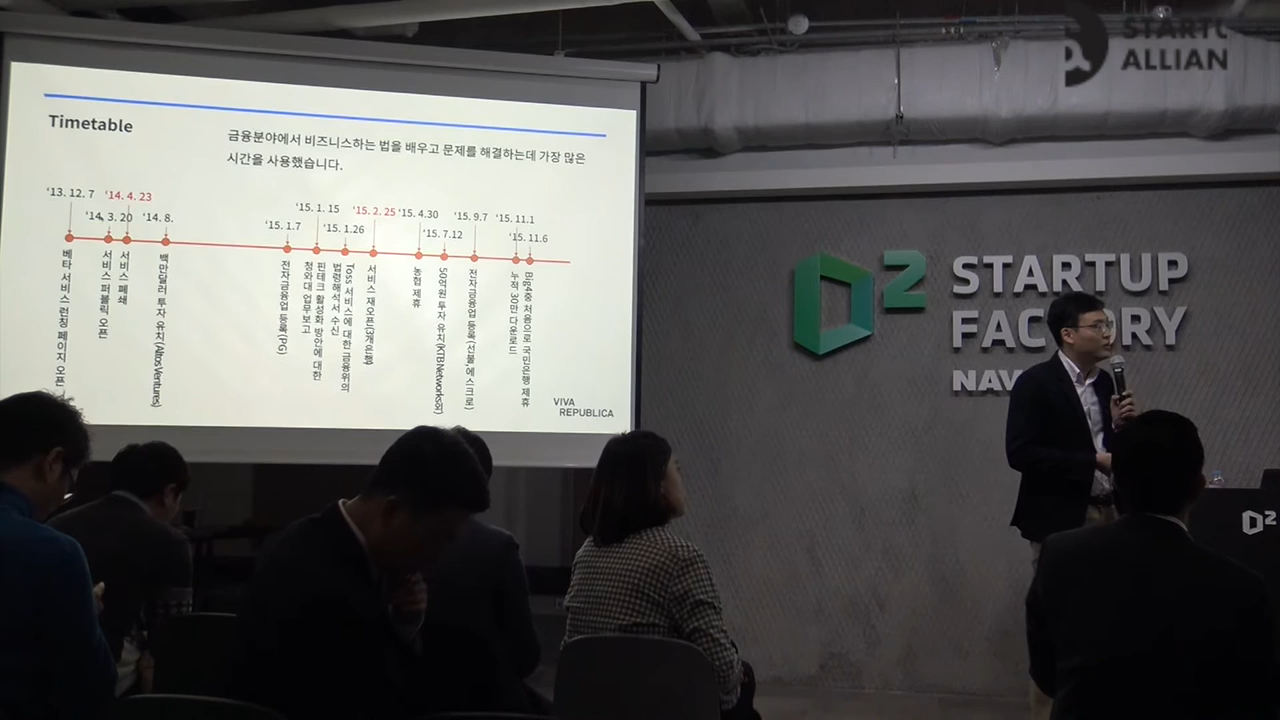 STARTU
ALLIAN
Timetable
금융분야에서 비즈니스하는 법을 배우고 문제를 해결하는데 가장 많은
시간을 사용했습니다.
'13. 12. 7
'14. 3. 20
'14. 4. 23
'14. 8.
'15. 1.7
'15. 1. 15
'15. 1.26
'15. 2. 25
'15. 4.30
'15. 7.12
'15. 9.7
'15. 11.1
'15. 11.6
베타 서비스 런칭 페이지 오픈
서비스 퍼블릭 오픈
서비스 폐쇄
백만달러 투자 유치(Altos Ventures)
전자금융업 등록(PG)
핀테크 활성화 방안에 대한
청와대 업무보고
Toss 서비스에 대한 금융위의
법령해석서 수신
서비스 재오픈(3개은행)
농협 제휴
50억원 투자 유치(KTB Networks외)
전자금융업 등록(선불,에스크로)
누적 30만 다운로드
Big4중 처음으로 국민은행 제휴
VIVA
REPUBLICA
D2 STARTUP
FACTORY
NAV
D2